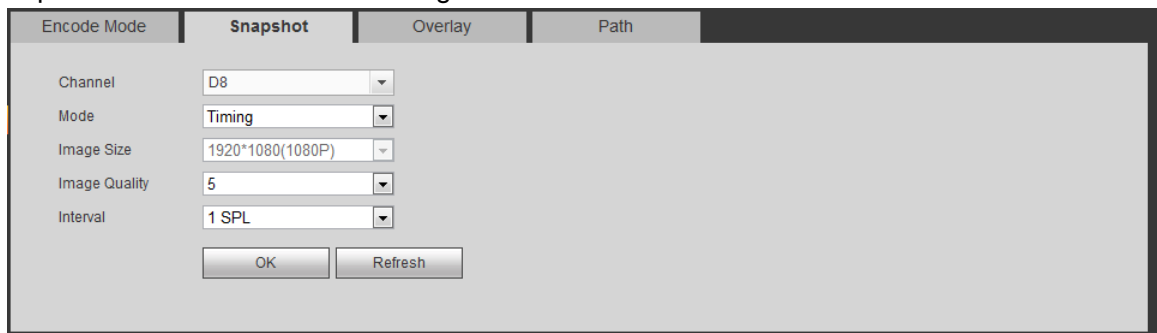 Encode Mode Snapshot Overlay Path
Channel D8
Mode Timing
Image Size 1920*1080(1080P)
Image Quality 5
Interval 1 SPL
OK Refresh